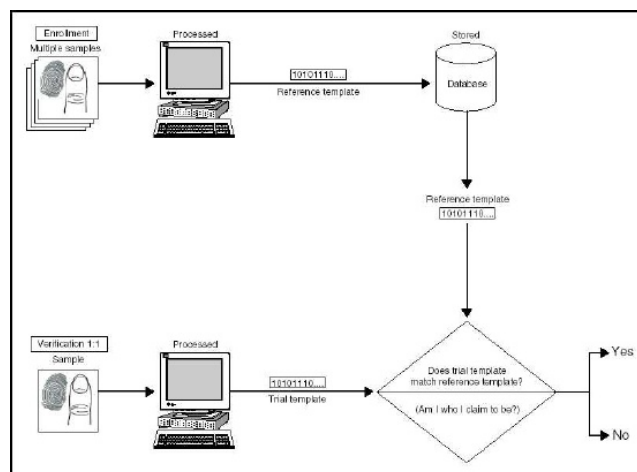 Enrollment
Multiple samples
Processed
10101110....
Reference template
Stored
Database
Reference template
10101110....
Verification 1:1
Sample
Processed
10101110....
Trial template
Does trial template
match reference template?
(Am I who I claim to be?)
Yes
No